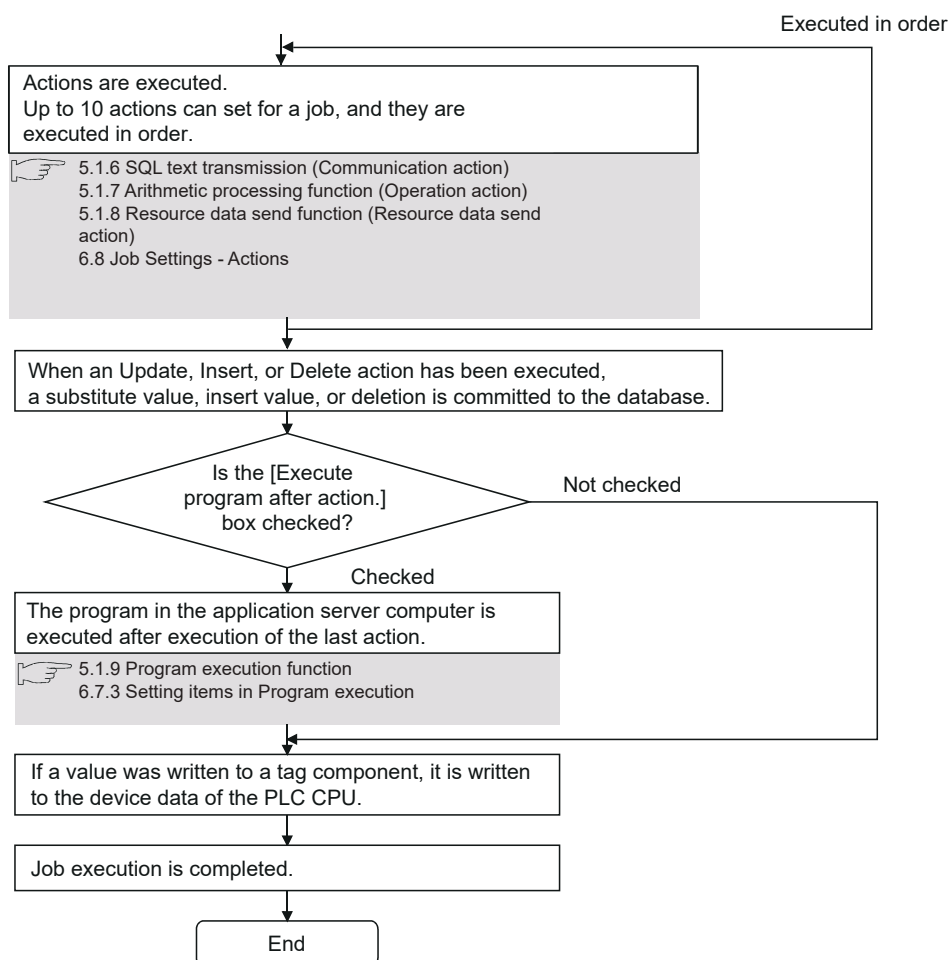 Executed in order
Actions are executed.
Up to 10 actions can set for a job, and they are
executed in order.
5.1.6 SQL text transmission (Communication action)
5.1.7 Arithmetic processing function (Operation action)
5.1.8 Resource data send function (Resource data send
action)
6.8 Job Settings - Actions
When an Update, Insert, or Delete action has been executed,
a substitute value, insert value, or deletion is committed to the database.
Is the [Execute
program after action.]
box checked?
Not checked
Checked
The program in the application server computer is
executed after execution of the last action.
5.1.9 Program execution function
6.7.3 Setting items in Program execution
If a value was written to a tag component, it is written
to the device data of the PLC CPU.
Job execution is completed.
End